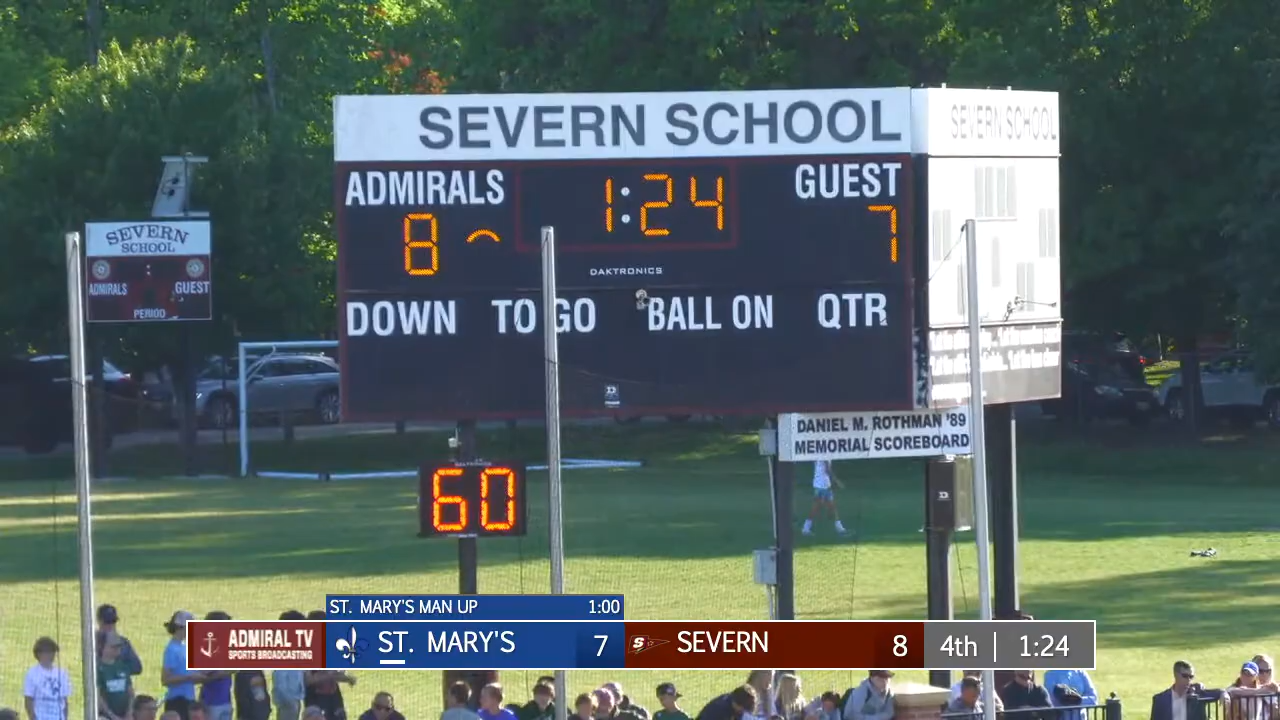 SEVERN SCHOOL
SEVERN SCHOOL
ADMIRALS
1:24
GUEST
8
7
DAKTRONICS
DOWN TO GO BALL ON QTR
SEVERN
SCHOOL
ADMIRALS
GUEST
PERIOD
DANIEL M. ROTHMAN '89
MEMORIAL SCOREBOARD
60
ST. MARY'S MAN UP 1:00
ADMIRAL TV
SPORTS BROADCASTING
ST. MARY'S 7
S
SEVERN 8
4th | 1:24